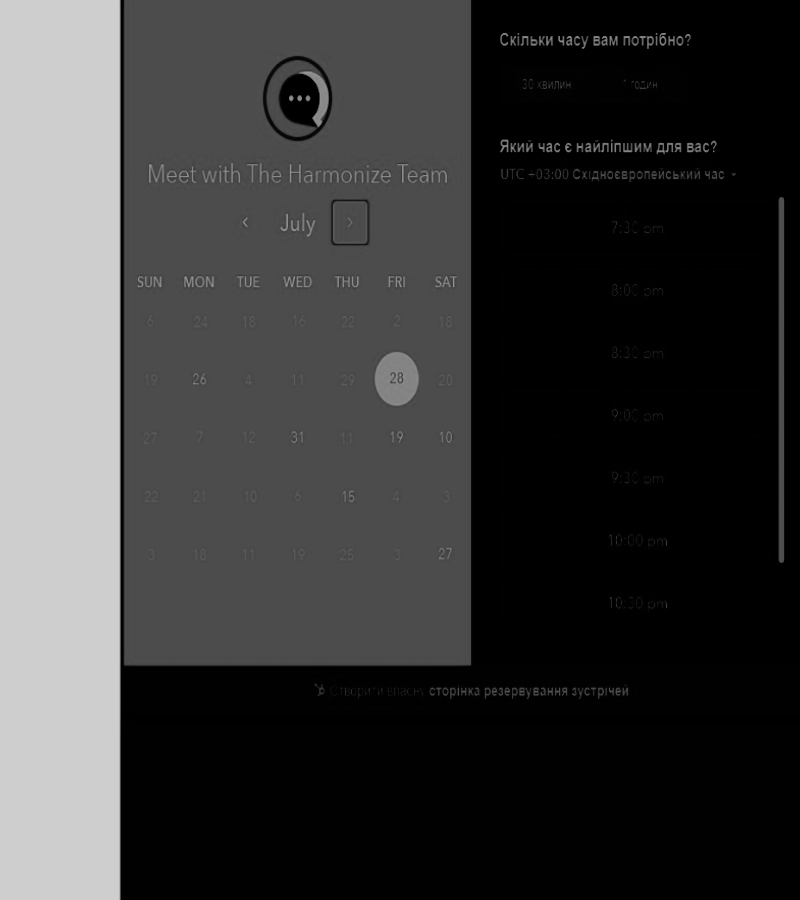 Meet with The Harmonize Team
‹ July ›
SUN MON TUE WED THU FRI SAT
6 24 18 16 22 2 18
19 26 4 11 29 28 20
27 7 12 31 11 19 10
22 21 10 6 15 4 3
3 18 11 19 25 3 27
Скільки часу вам потрібно?
30 хвилин 1 годин
Який час є найліпшим для вас?
UTC +03:00 Східноєвропейський час
7:30 pm
8:00 pm
8:30 pm
9:00 pm
9:30 pm
10:00 pm
10:30 pm
Створити власну сторінка резервування зустрічей